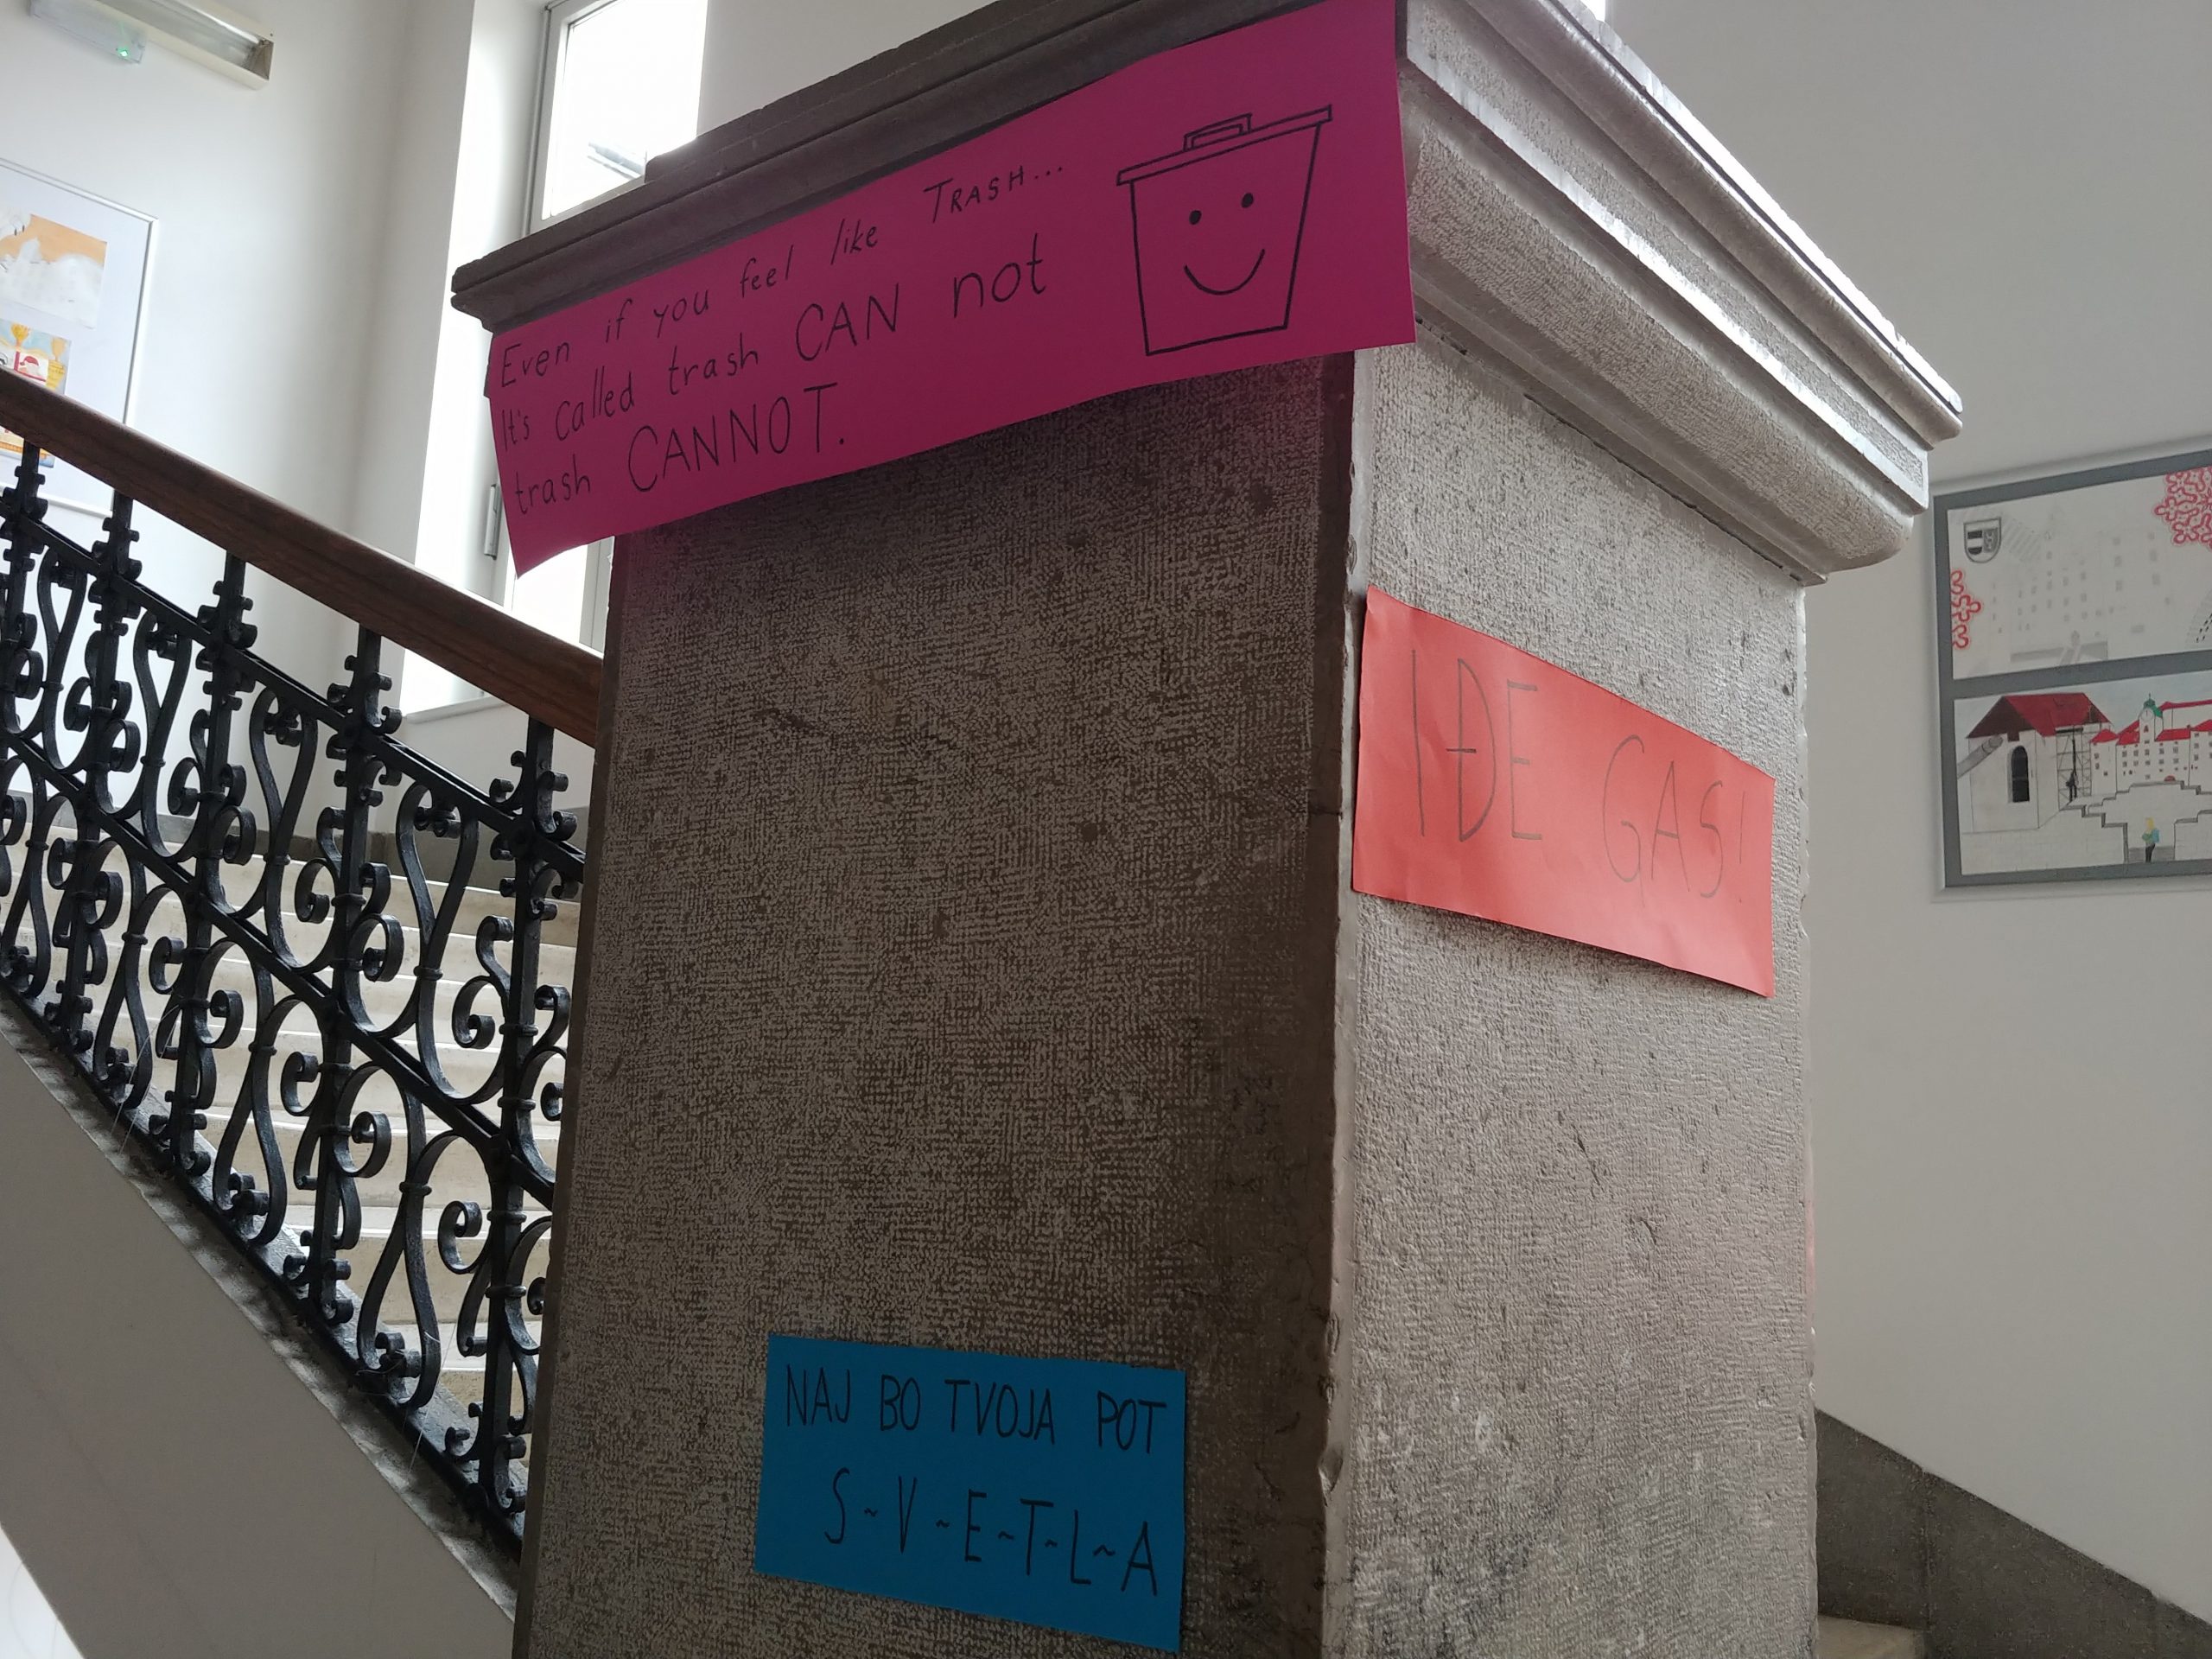 Even if you feel like TRASH...
It's called trash CAN not
trash CANNOT.
IĐE GAS!
NAJ BO TVOJA POT
S~V~E~T~L~A